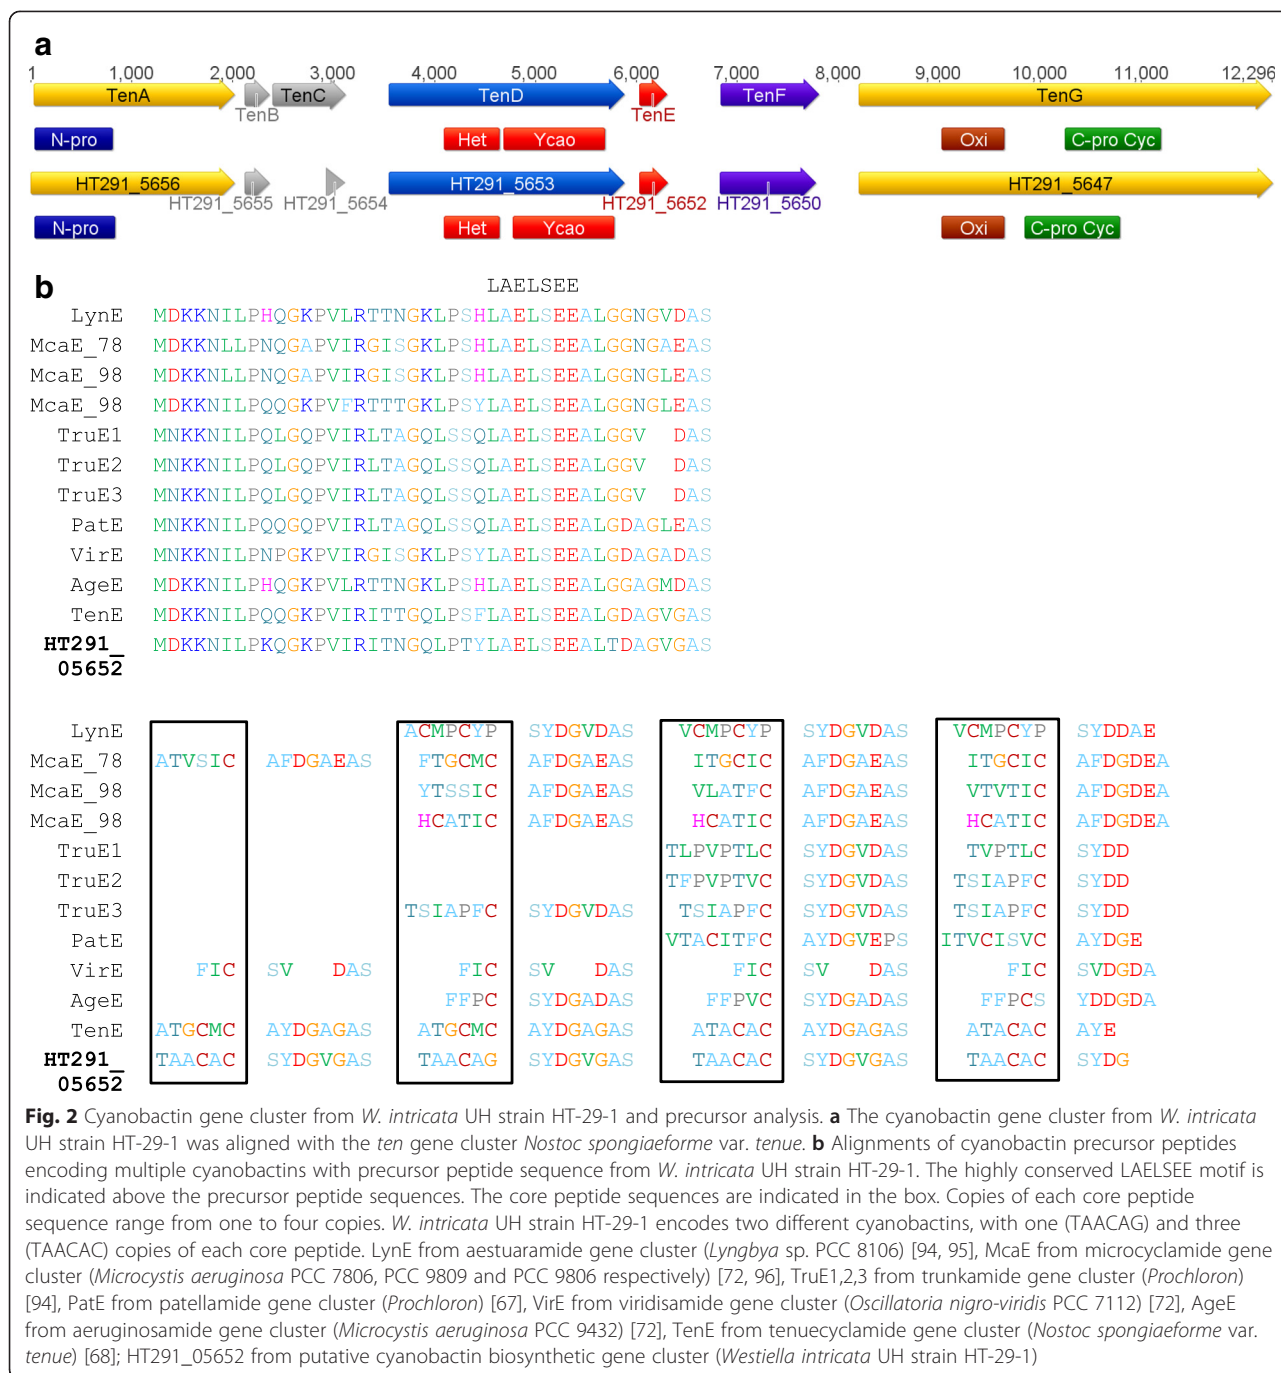 a
1 1,000 2,000 3,000 4,000 5,000 6,000 7,000 8,000 9,000 10,000 11,000 12,296
TenA TenB TenC TenD TenE TenF TenG
N-pro Het Ycao Oxi C-pro Cyc
HT291_5656 HT291_5655 HT291_5654 HT291_5653 HT291_5652 HT291_5650 HT291_5647
N-pro Het Ycao Oxi C-pro Cyc
b
LAELSEE
LynE MDKKNILPHQGKPVLRTTNGKLPSHLAELSEEALGGNGVDAS
McaE_78 MDKKNLLPNQGAPVIRGISGKLPSHLAELSEEALGGNGAEAS
McaE_98 MDKKNLLPNQGAPVIRGISGKLPSHLAELSEEALGGNGLEAS
McaE_98 MDKKNILPQQGKPVFRTTTGKLPSYLAELSEEALGGNGLEAS
TruE1 MNKKNILPQLGQPVIRLTAGQLSSQLAELSEEALGGV DAS
TruE2 MNKKNILPQLGQPVIRLTAGQLSSQLAELSEEALGGV DAS
TruE3 MNKKNILPQLGQPVIRLTAGQLSSQLAELSEEALGGV DAS
PatE MNKKNILPQQGQPVIRLTAGQLSSQLAELSEEALGDAGLEAS
VirE MNKKNILPNPGKPVIRGISGKLPSYLAELSEEALGDAGADAS
AgeE MDKKNILPHQGKPVLRTTNGKLPSHLAELSEEALGGAGMDAS
TenE MDKKNILPQQGKPVIRITTGQLPSFLAELSEEALGDAGVGAS
HT291_ MDKKNILPKQGKPVIRITNGQLPTYLAELSEEALTDAGVGAS
05652
LynE ACMPCYP SYDGVDAS VCMPCYP SYDGVDAS VCMPCYP SYDDAE
McaE_78 ATVSIC AFDGAEAS FTGCMC AFDGAEAS ITGCIC AFDGAEAS ITGCIC AFDGDEA
McaE_98 YTSSIC AFDGAEAS VLATFC AFDGAEAS VTVTIC AFDGDEA
McaE_98 HCATIC AFDGAEAS HCATIC AFDGAEAS HCATIC AFDGDEA
TruE1 TLPVPTLC SYDGVDAS TVPTLC SYDD
TruE2 TFPVPTVC SYDGVDAS TSIAPFC SYDD
TruE3 TSIAPFC SYDGVDAS TSIAPFC SYDGVDAS TSIAPFC SYDD
PatE VTACITFC AYDGVEPS ITVCISVC AYDGE
VirE FIC SV DAS FIC SV DAS FIC SV DAS FIC SVDGDA
AgeE FFPC SYDGADAS FFPVC SYDGADAS FFPCS YDDGDA
TenE ATGCMC AYDGAGAS ATGCMC AYDGAGAS ATACAC AYDGAGAS ATACAC AYE
HT291_ TAACAC SYDGVGAS TAACAG SYDGVGAS TAACAC SYDGVGAS TAACAC SYDG
05652
Fig. 2 Cyanobactin gene cluster from W. intricata UH strain HT-29-1 and precursor analysis. a The cyanobactin gene cluster from W. intricata
UH strain HT-29-1 was aligned with the ten gene cluster Nostoc spongiaeforme var. tenue. b Alignments of cyanobactin precursor peptides
encoding multiple cyanobactins with precursor peptide sequence from W. intricata UH strain HT-29-1. The highly conserved LAELSEE motif is
indicated above the precursor peptide sequences. The core peptide sequences are indicated in the box. Copies of each core peptide
sequence range from one to four copies. W. intricata UH strain HT-29-1 encodes two different cyanobactins, with one (TAACAG) and three
(TAACAC) copies of each core peptide. LynE from aestuaramide gene cluster (Lyngbya sp. PCC 8106) [94, 95], McaE from microcyclamide gene
cluster (Microcystis aeruginosa PCC 7806, PCC 9809 and PCC 9806 respectively) [72, 96], TruE1,2,3 from trunkamide gene cluster (Prochloron)
[94], PatE from patellamide gene cluster (Prochloron) [67], VirE from viridisamide gene cluster (Oscillatoria nigro-viridis PCC 7112) [72], AgeE
from aeruginosamide gene cluster (Microcystis aeruginosa PCC 9432) [72], TenE from tenuecyclamide gene cluster (Nostoc spongiaeforme var.
tenue) [68]; HT291_05652 from putative cyanobactin biosynthetic gene cluster (Westiella intricata UH strain HT-29-1)